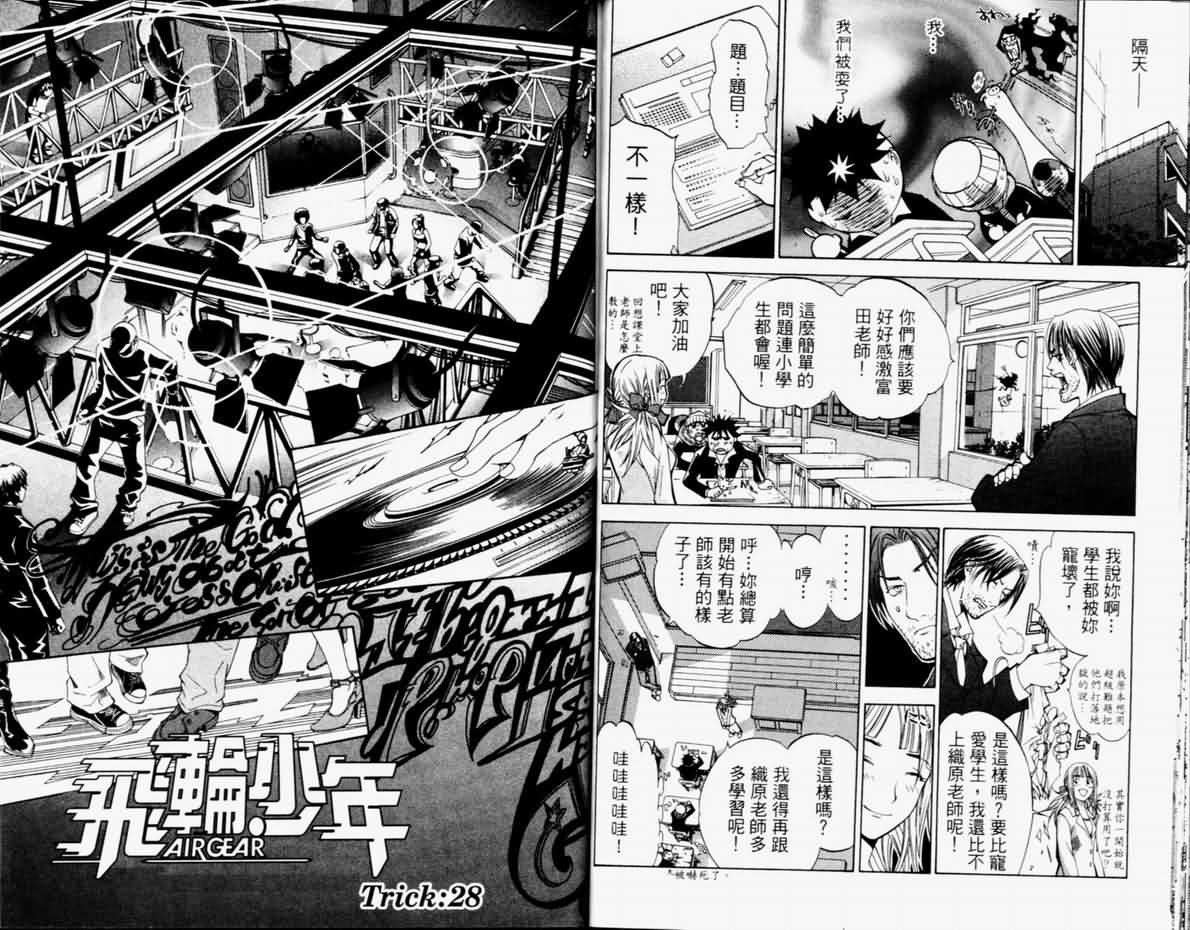 隔天——
我…
我們被耍了…
題…題目…
不一樣！
你們應該要
好好感激富
田老師！
這麼簡單的
問題連小學
生都會喔！
大家加油
吧！
回想課堂上
老師是怎麼
教的…
我說妳啊…
學生都被妳
寵壞了，
我原本想用
超級難題把
他們打落地
獄的說…
其實你一開始就
沒打算用了吧？
是這樣嗎？要比寵
愛學生，我還比不
上織原老師呢！
……
哼…
呼…妳總算
開始有點老
師該有的樣
子了…
是這樣嗎？
我還得再跟
織原老師多
多學習呢！
哇哇哇哇哇！
被嚇死了。
飛輪少年
AIR GEAR
Trick:28